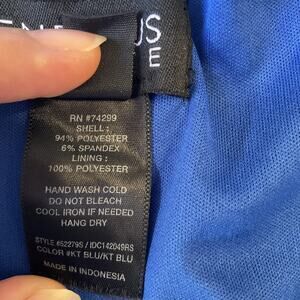 US
E
RN #74299
SHELL:
94% POLYESTER
6% SPANDEX
LINING:
100% POLYESTER
HAND WASH COLD
DO NOT BLEACH
COOL IRON IF NEEDED
HANG DRY
STYLE #52279S / IDC142049RS
COLOR #KT BLU/KT BLU
MADE IN INDONESIA